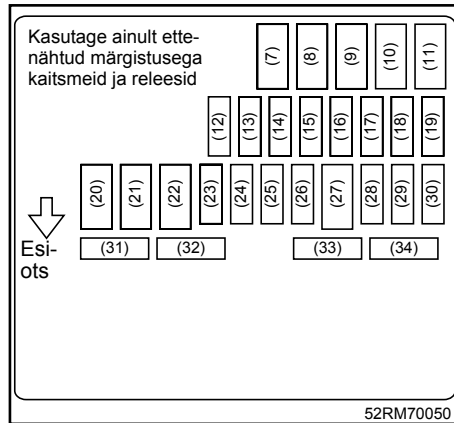 Kasutage ainult ette-
nähtud märgistusega
kaitsmeid ja releesid
(7) (8) (9) (10) (11)
(12) (13) (14) (15) (16) (17) (18) (19)
(20) (21) (22) (23) (24) (25) (26) (27) (28) (29) (30)
(31) (32) (33) (34)
Esi-
ots
52RM70050